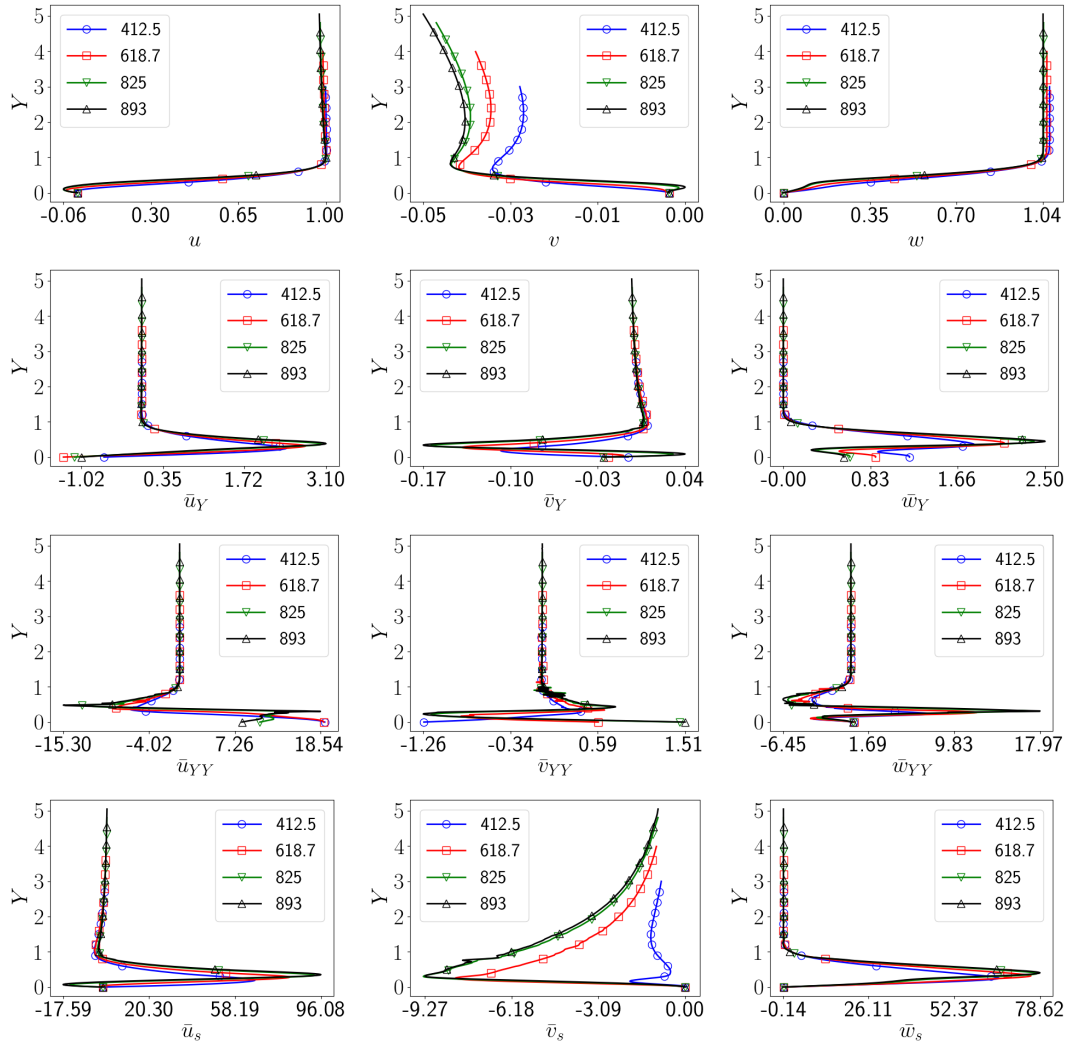 5 4 3 2 1 0
Y
412.5
618.7
825
893
-0.06 0.30 0.65 1.00
u
5 4 3 2 1 0
Y
412.5
618.7
825
893
-0.05 -0.03 -0.01 0.00
v
5 4 3 2 1 0
Y
412.5
618.7
825
893
0.00 0.35 0.70 1.04
w
5 4 3 2 1 0
Y
412.5
618.7
825
893
-1.02 0.35 1.72 3.10
ū_Y
5 4 3 2 1 0
Y
412.5
618.7
825
893
-0.17 -0.10 -0.03 0.04
v̄_Y
5 4 3 2 1 0
Y
412.5
618.7
825
893
-0.00 0.83 1.66 2.50
w̄_Y
5 4 3 2 1 0
Y
412.5
618.7
825
893
-15.30 -4.02 7.26 18.54
ū_YY
5 4 3 2 1 0
Y
412.5
618.7
825
893
-1.26 -0.34 0.59 1.51
v̄_YY
5 4 3 2 1 0
Y
412.5
618.7
825
893
-6.45 1.69 9.83 17.97
w̄_YY
5 4 3 2 1 0
Y
412.5
618.7
825
893
-17.59 20.30 58.19 96.08
ū_s
5 4 3 2 1 0
Y
412.5
618.7
825
893
-9.27 -6.18 -3.09 0.00
v̄_s
5 4 3 2 1 0
Y
412.5
618.7
825
893
-0.14 26.11 52.37 78.62
w̄_s